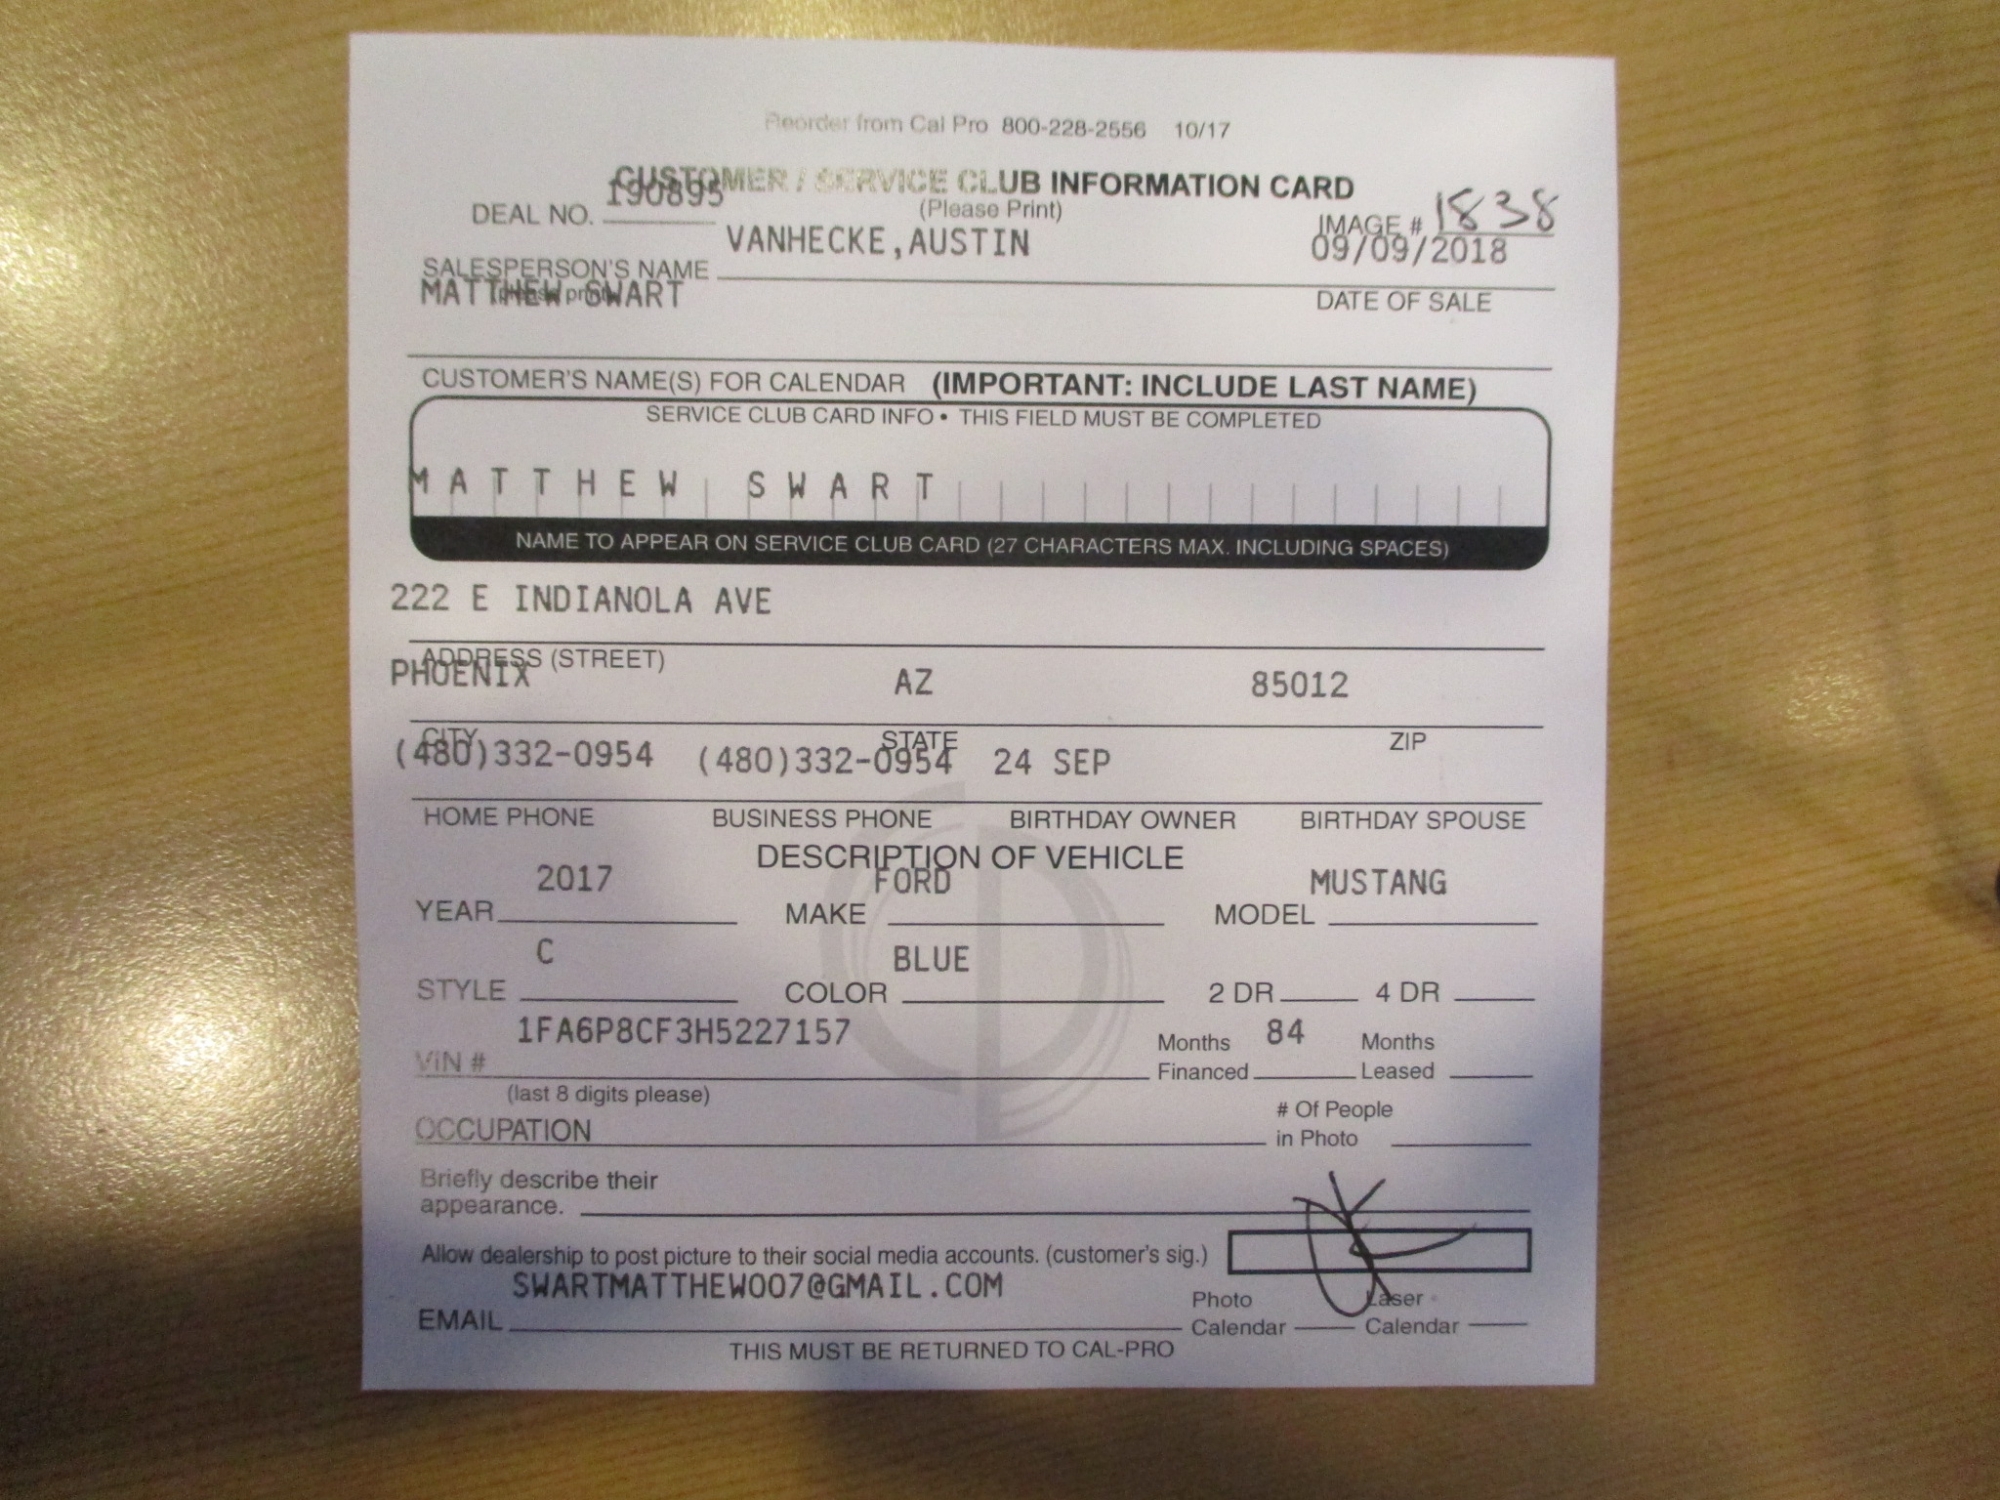 Reorder from Cal Pro 800-228-2556 10/17
CUSTOMER / SERVICE CLUB INFORMATION CARD
(Please Print)
DEAL NO. 190895
IMAGE # 1838
SALESPERSON'S NAME VANHECKE,AUSTIN
(please print)
09/09/2018
DATE OF SALE
MATTHEW SWART
CUSTOMER'S NAME(S) FOR CALENDAR (IMPORTANT: INCLUDE LAST NAME)
SERVICE CLUB CARD INFO • THIS FIELD MUST BE COMPLETED
MATTHEW SWART
NAME TO APPEAR ON SERVICE CLUB CARD (27 CHARACTERS MAX. INCLUDING SPACES)
222 E INDIANOLA AVE
ADDRESS (STREET)
PHOENIX AZ 85012
CITY STATE ZIP
(480)332-0954 (480)332-0954 24 SEP
HOME PHONE BUSINESS PHONE BIRTHDAY OWNER BIRTHDAY SPOUSE
DESCRIPTION OF VEHICLE
YEAR 2017 MAKE FORD MODEL MUSTANG
STYLE C COLOR BLUE 2 DR 4 DR
VIN # 1FA6P8CF3H5227157
(last 8 digits please)
Months Financed 84 Months Leased
OCCUPATION
# Of People in Photo
Briefly describe their
appearance.
Allow dealership to post picture to their social media accounts. (customer's sig.)
EMAIL SWARTMATTHEW007@GMAIL.COM
Photo Calendar Laser Calendar
THIS MUST BE RETURNED TO CAL-PRO